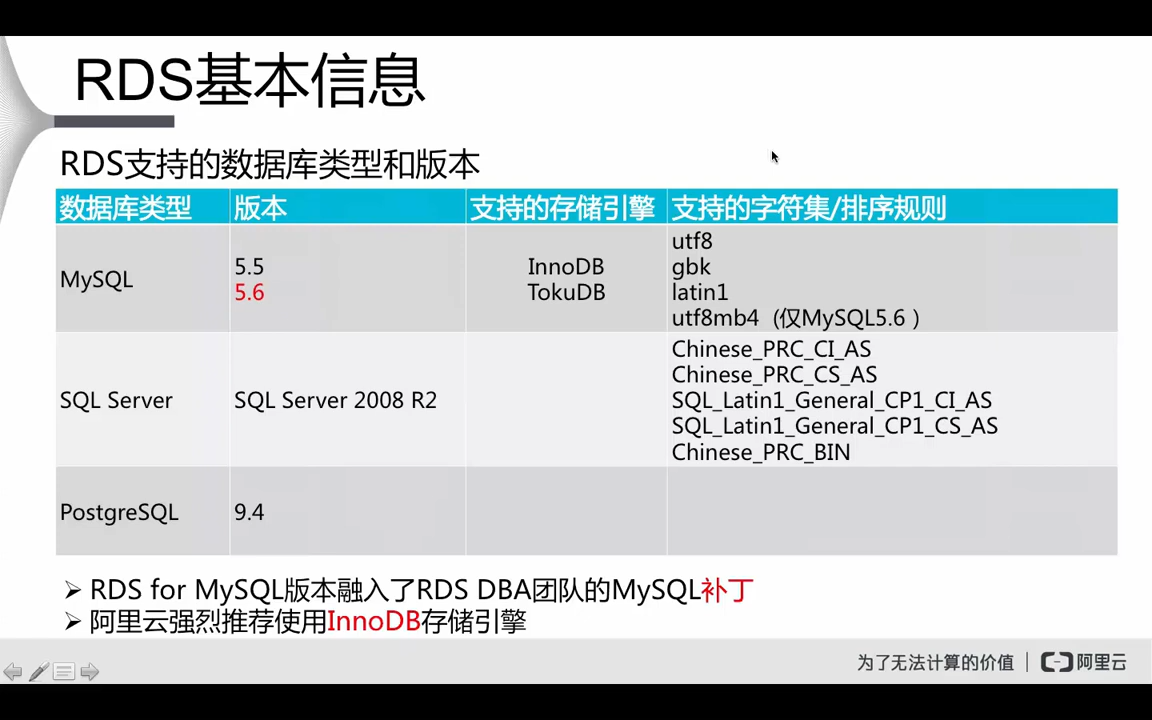 RDS基本信息
RDS支持的数据库类型和版本
数据库类型 版本 支持的存储引擎 支持的字符集/排序规则
MySQL
5.5
5.6
InnoDB
TokuDB
utf8
gbk
latin1
utf8mb4 (仅MySQL5.6 )
SQL Server
SQL Server 2008 R2
Chinese_PRC_CI_AS
Chinese_PRC_CS_AS
SQL_Latin1_General_CP1_CI_AS
SQL_Latin1_General_CP1_CS_AS
Chinese_PRC_BIN
PostgreSQL 9.4
➢ RDS for MySQL版本融入了RDS DBA团队的MySQL补丁
➢ 阿里云强烈推荐使用InnoDB存储引擎
为了无法计算的价值 | 阿里云